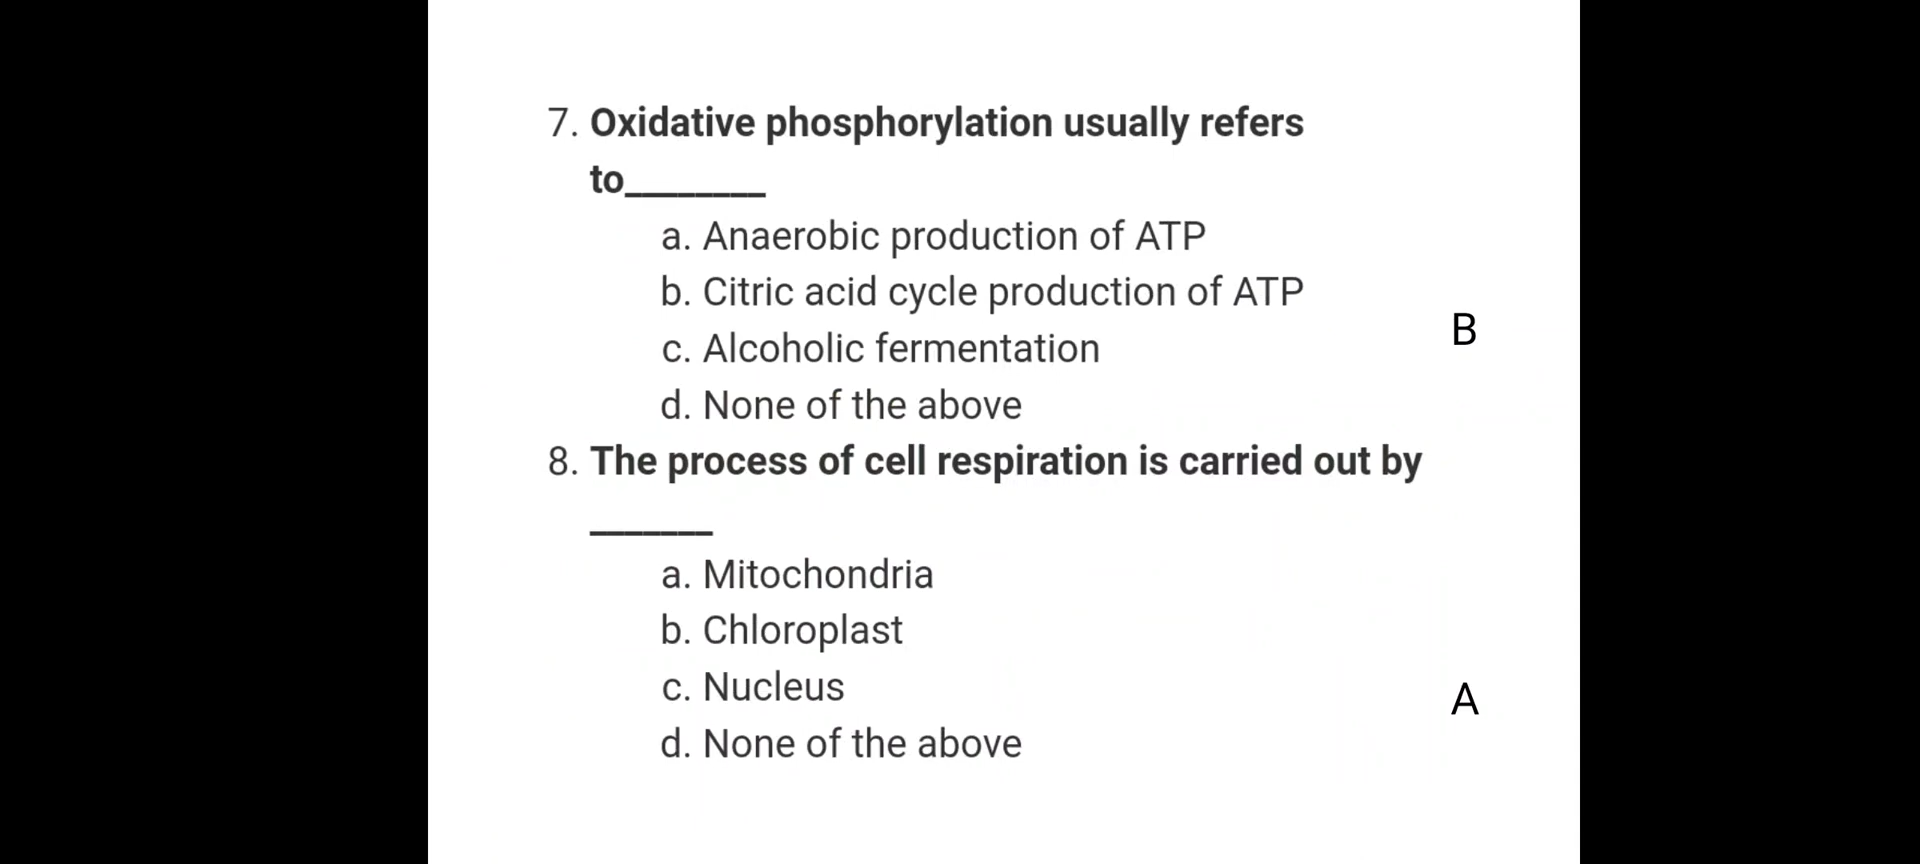 7. Oxidative phosphorylation usually refers
to________
a. Anaerobic production of ATP
b. Citric acid cycle production of ATP
B
c. Alcoholic fermentation
d. None of the above
8. The process of cell respiration is carried out by
_______
a. Mitochondria
b. Chloroplast
c. Nucleus
A
d. None of the above